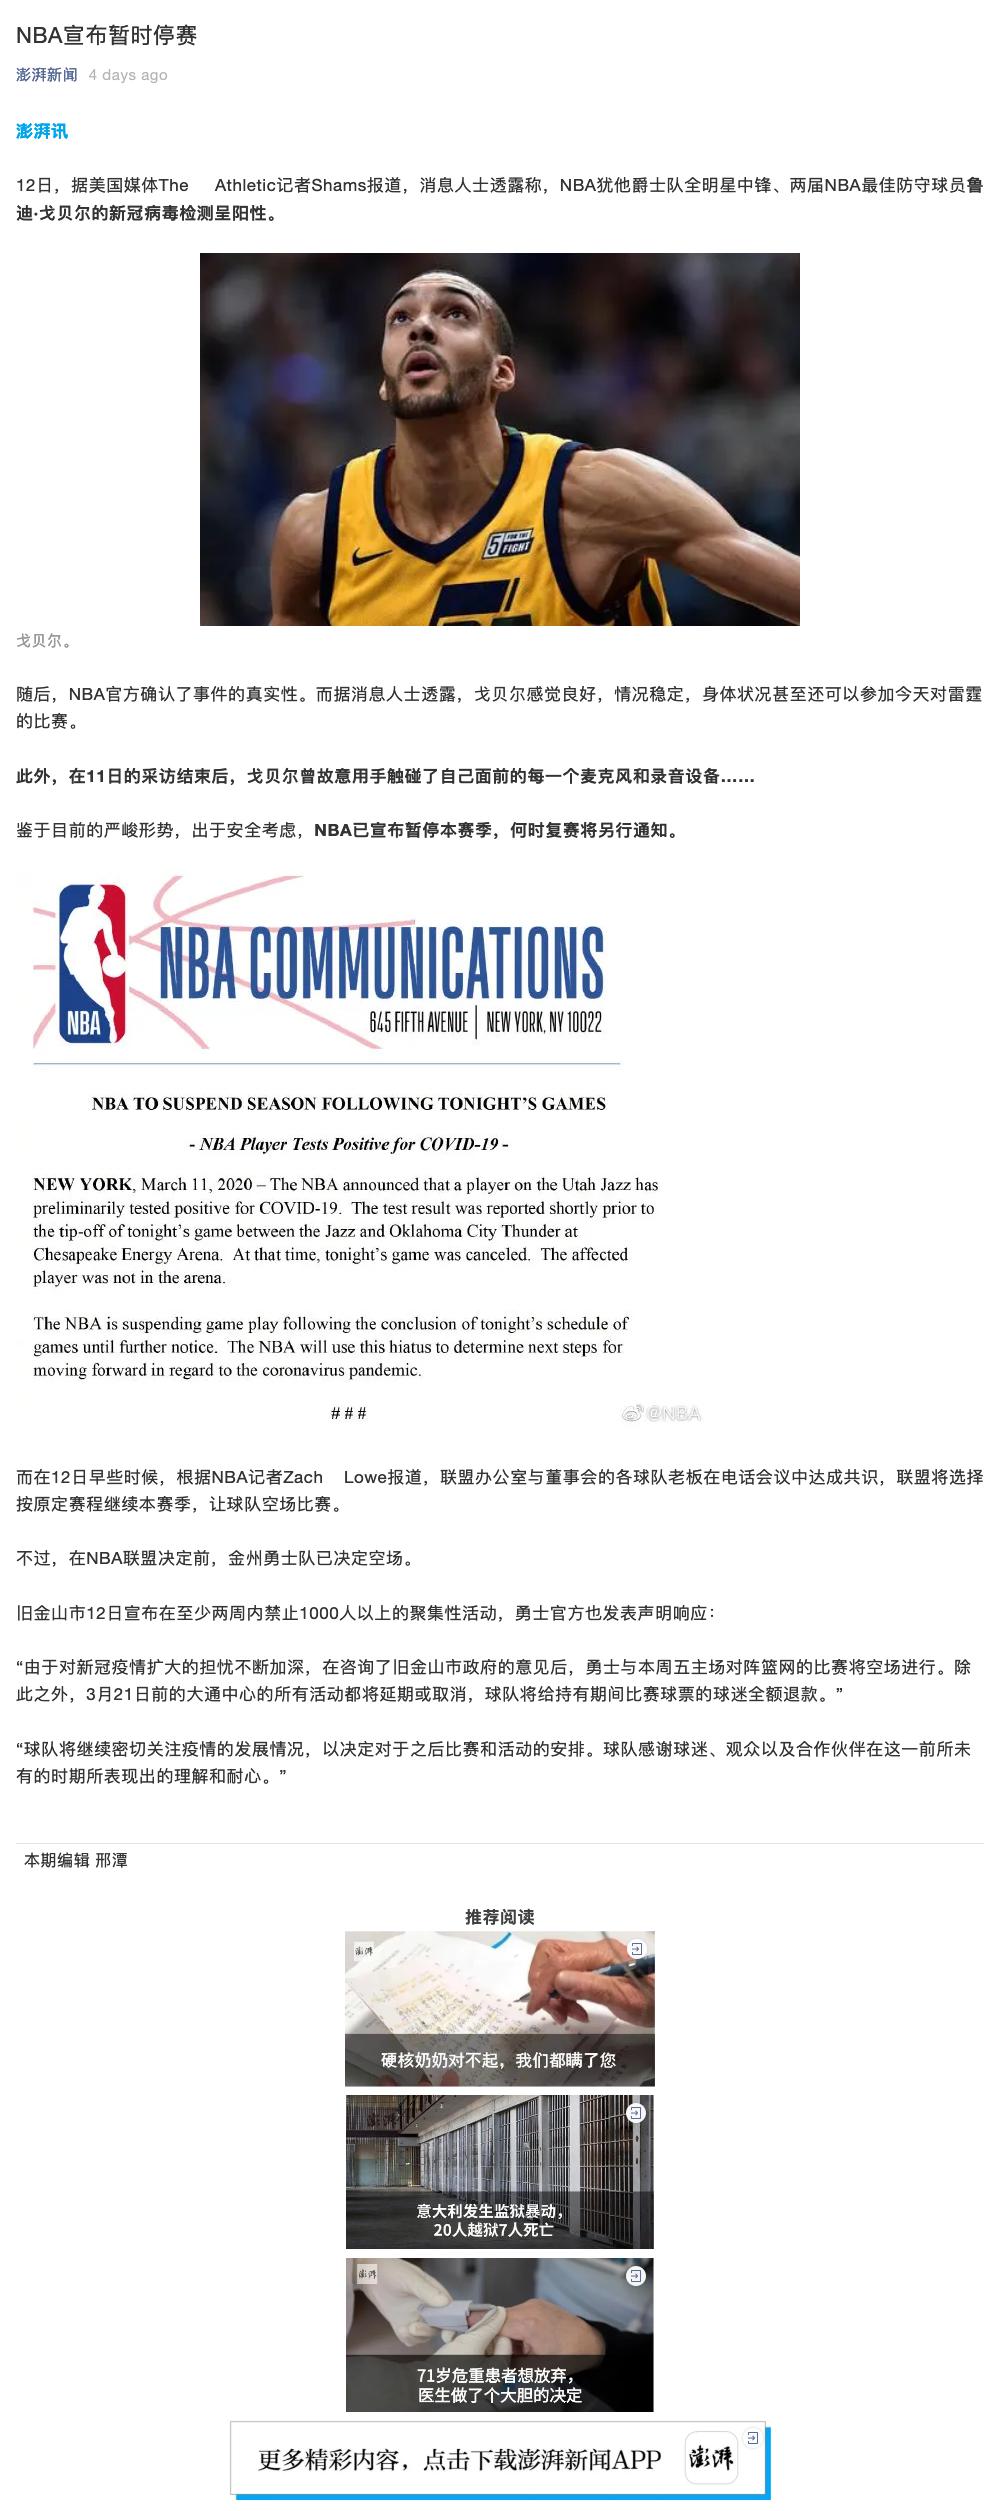 NBA宣布暂时停赛
澎湃新闻 4 days ago
澎湃讯
12日，据美国媒体The Athletic记者Shams报道，消息人士透露称，NBA犹他爵士队全明星中锋、两届NBA最佳防守球员鲁
迪·戈贝尔的新冠病毒检测呈阳性。
5 FOR THE FIGHT
戈贝尔。
随后，NBA官方确认了事件的真实性。而据消息人士透露，戈贝尔感觉良好，情况稳定，身体状况甚至还可以参加今天对雷霆
的比赛。
此外，在11日的采访结束后，戈贝尔曾故意用手触碰了自己面前的每一个麦克风和录音设备……
鉴于目前的严峻形势，出于安全考虑，NBA已宣布暂停本赛季，何时复赛将另行通知。
NBA
NBA COMMUNICATIONS
645 FIFTH AVENUE | NEW YORK, NY 10022
NBA TO SUSPEND SEASON FOLLOWING TONIGHT’S GAMES
- NBA Player Tests Positive for COVID-19 -
NEW YORK, March 11, 2020 – The NBA announced that a player on the Utah Jazz has
preliminarily tested positive for COVID-19. The test result was reported shortly prior to
the tip-off of tonight’s game between the Jazz and Oklahoma City Thunder at
Chesapeake Energy Arena. At that time, tonight’s game was canceled. The affected
player was not in the arena.
The NBA is suspending game play following the conclusion of tonight’s schedule of
games until further notice. The NBA will use this hiatus to determine next steps for
moving forward in regard to the coronavirus pandemic.
# # #
@NBA
而在12日早些时候，根据NBA记者Zach Lowe报道，联盟办公室与董事会的各球队老板在电话会议中达成共识，联盟将选择
按原定赛程继续本赛季，让球队空场比赛。
不过，在NBA联盟决定前，金州勇士队已决定空场。
旧金山市12日宣布在至少两周内禁止1000人以上的聚集性活动，勇士官方也发表声明响应：
“由于对新冠疫情扩大的担忧不断加深，在咨询了旧金山市政府的意见后，勇士与本周五主场对阵篮网的比赛将空场进行。除
此之外，3月21日前的大通中心的所有活动都将延期或取消，球队将给持有期间比赛球票的球迷全额退款。”
“球队将继续密切关注疫情的发展情况，以决定对于之后比赛和活动的安排。球队感谢球迷、观众以及合作伙伴在这一前所未
有的时期所表现出的理解和耐心。”
本期编辑 邢潭
推荐阅读
澎湃
硬核奶奶对不起，我们都瞒了您
澎湃
意大利发生监狱暴动，
20人越狱7人死亡
澎湃
71岁危重患者想放弃，
医生做了个大胆的决定
更多精彩内容，点击下载澎湃新闻APP
澎湃